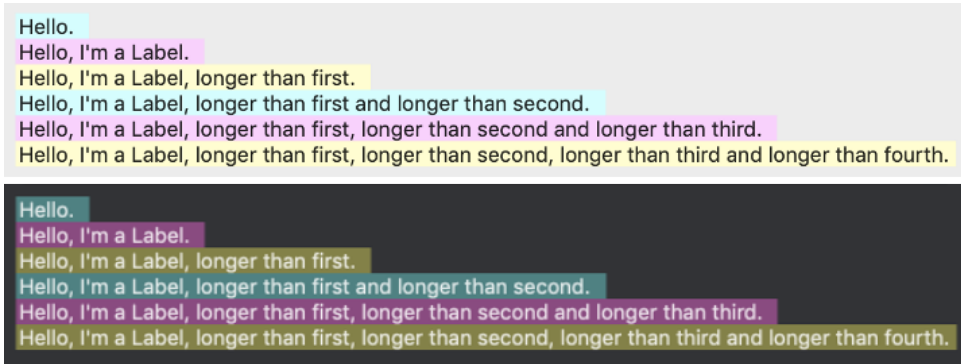 Hello.
Hello, I'm a Label.
Hello, I'm a Label, longer than first.
Hello, I'm a Label, longer than first and longer than second.
Hello, I'm a Label, longer than first, longer than second and longer than third.
Hello, I'm a Label, longer than first, longer than second, longer than third and longer than fourth.
Hello.
Hello, I'm a Label.
Hello, I'm a Label, longer than first.
Hello, I'm a Label, longer than first and longer than second.
Hello, I'm a Label, longer than first, longer than second and longer than third.
Hello, I'm a Label, longer than first, longer than second, longer than third and longer than fourth.